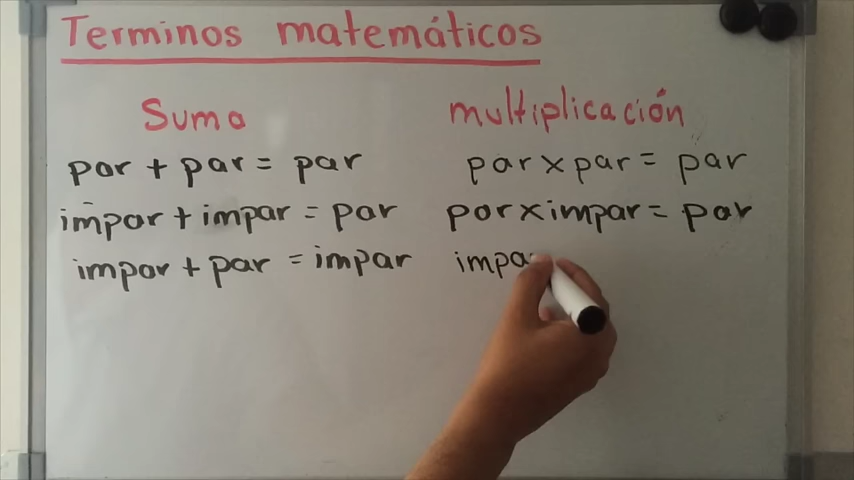 Terminos matemáticos
Suma
par + par = par
impar + impar = par
impar + par = impar
multiplicación
par x par = par
par x impar = par
impa